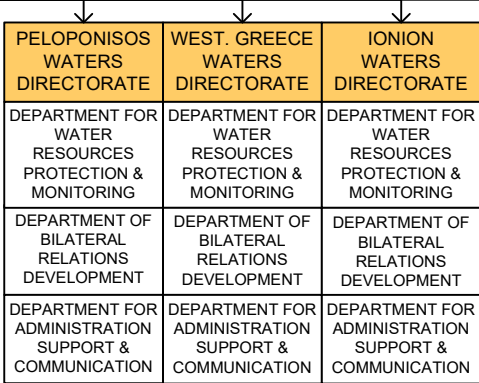 PELOPONISOS
WATERS
DIRECTORATE
WEST. GREECE
WATERS
DIRECTORATE
IONION
WATERS
DIRECTORATE
DEPARTMENT FOR
WATER
RESOURCES
PROTECTION &
MONITORING
DEPARTMENT FOR
WATER
RESOURCES
PROTECTION &
MONITORING
DEPARTMENT FOR
WATER
RESOURCES
PROTECTION &
MONITORING
DEPARTMENT OF
BILATERAL
RELATIONS
DEVELOPMENT
DEPARTMENT OF
BILATERAL
RELATIONS
DEVELOPMENT
DEPARTMENT OF
BILATERAL
RELATIONS
DEVELOPMENT
DEPARTMENT FOR
ADMINISTRATION
SUPPORT &
COMMUNICATION
DEPARTMENT FOR
ADMINISTRATION
SUPPORT &
COMMUNICATION
DEPARTMENT FOR
ADMINISTRATION
SUPPORT &
COMMUNICATION